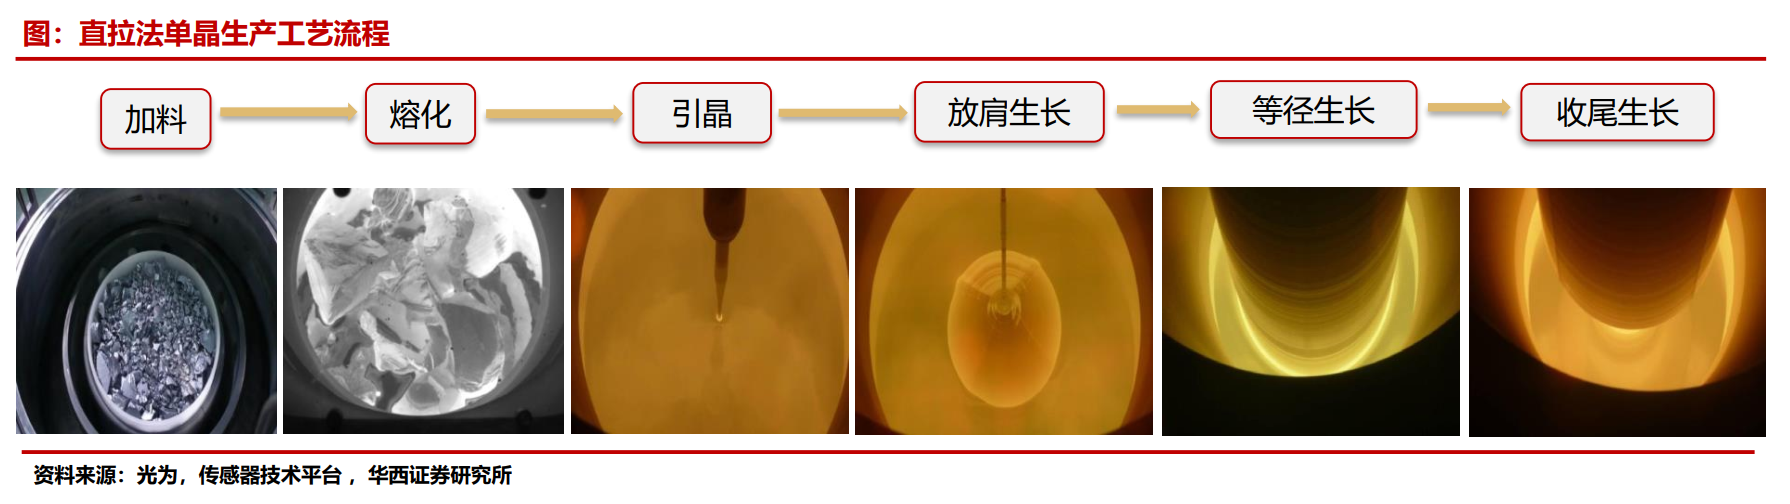 图：直拉法单晶生产工艺流程
加料
熔化
引晶
放肩生长
等径生长
收尾生长
资料来源：光为，传感器技术平台 ，华西证券研究所